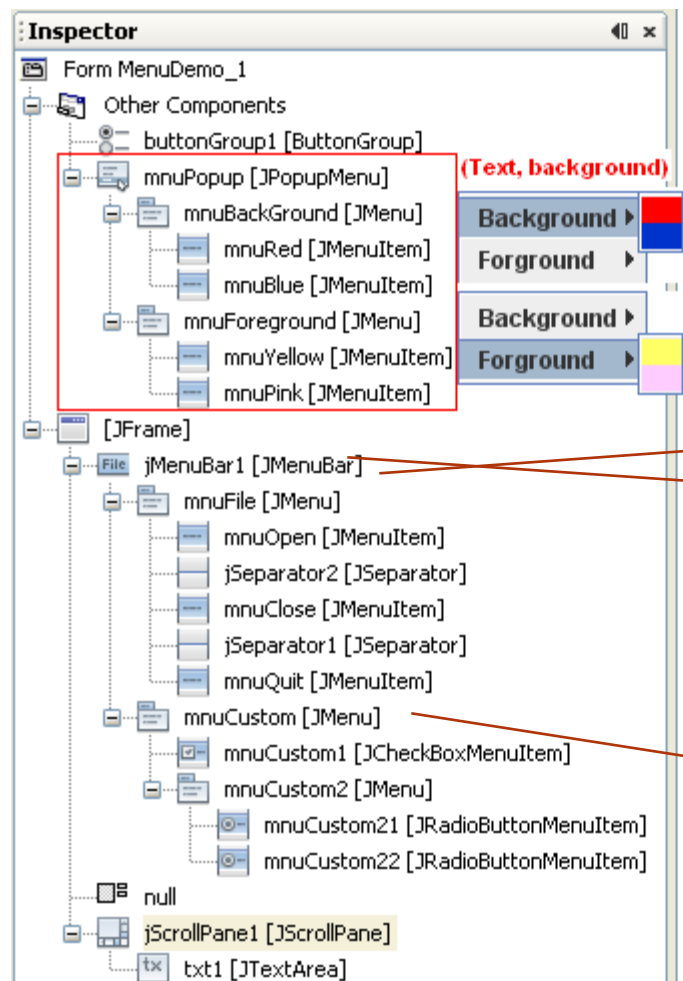 Inspector
Form MenuDemo_1
Other Components
buttonGroup1 [ButtonGroup]
mnuPopup [JPopupMenu]
(Text, background)
mnuBackGround [JMenu]
Background
mnuRed [JMenuItem]
Forground
mnuBlue [JMenuItem]
mnuForeground [JMenu]
Background
mnuYellow [JMenuItem]
Forground
mnuPink [JMenuItem]
[JFrame]
File jMenuBar1 [JMenuBar]
mnuFile [JMenu]
mnuOpen [JMenuItem]
jSeparator2 [JSeparator]
mnuClose [JMenuItem]
jSeparator1 [JSeparator]
mnuQuit [JMenuItem]
mnuCustom [JMenu]
mnuCustom1 [JCheckBoxMenuItem]
mnuCustom2 [JMenu]
mnuCustom21 [JRadioButtonMenuItem]
mnuCustom22 [JRadioButtonMenuItem]
null
jScrollPane1 [JScrollPane]
tx txt1 [JTextArea]